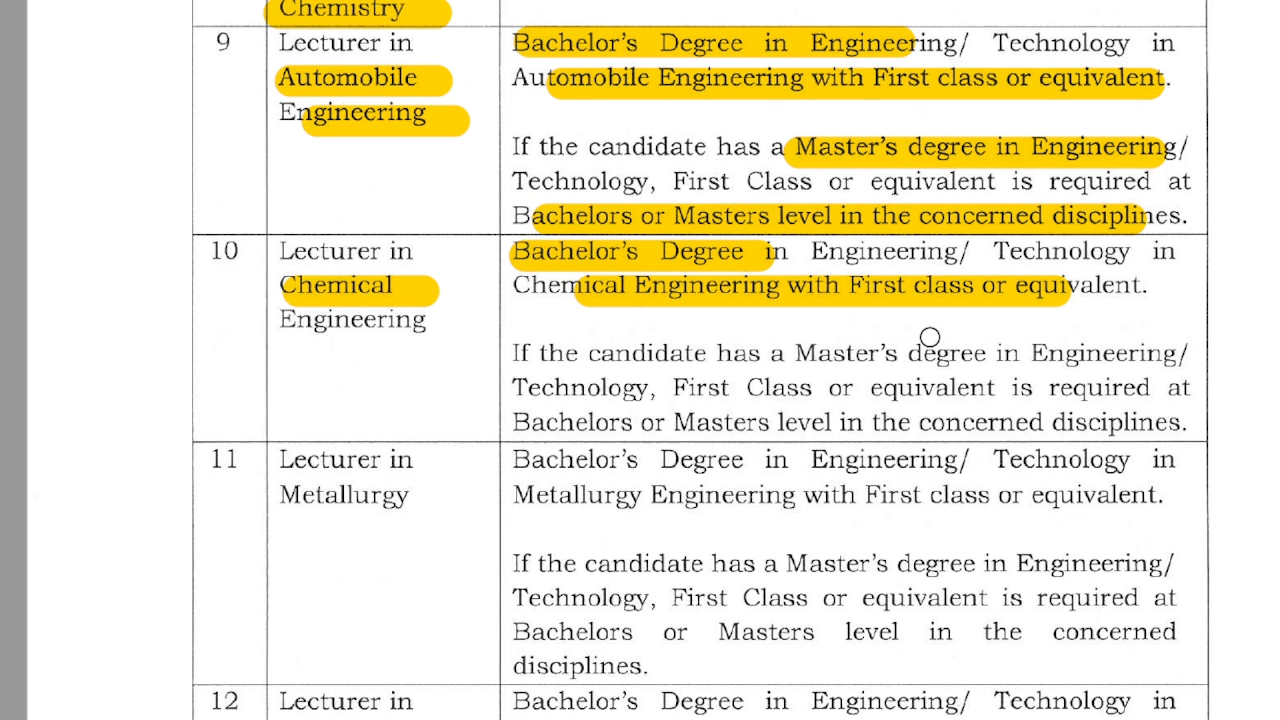 Chemistry
9
Lecturer in
Automobile
Engineering
Bachelor's Degree in Engineering/ Technology in
Automobile Engineering with First class or equivalent.
If the candidate has a Master's degree in Engineering/
Technology, First Class or equivalent is required at
Bachelors or Masters level in the concerned disciplines.
10
Lecturer in
Chemical
Engineering
Bachelor's Degree in Engineering/ Technology in
Chemical Engineering with First class or equivalent.
If the candidate has a Master's degree in Engineering/
Technology, First Class or equivalent is required at
Bachelors or Masters level in the concerned disciplines.
11
Lecturer in
Metallurgy
Bachelor's Degree in Engineering/ Technology in
Metallurgy Engineering with First class or equivalent.
If the candidate has a Master's degree in Engineering/
Technology, First Class or equivalent is required at
Bachelors or Masters level in the concerned
disciplines.
12
Lecturer in
Bachelor's Degree in Engineering/ Technology in